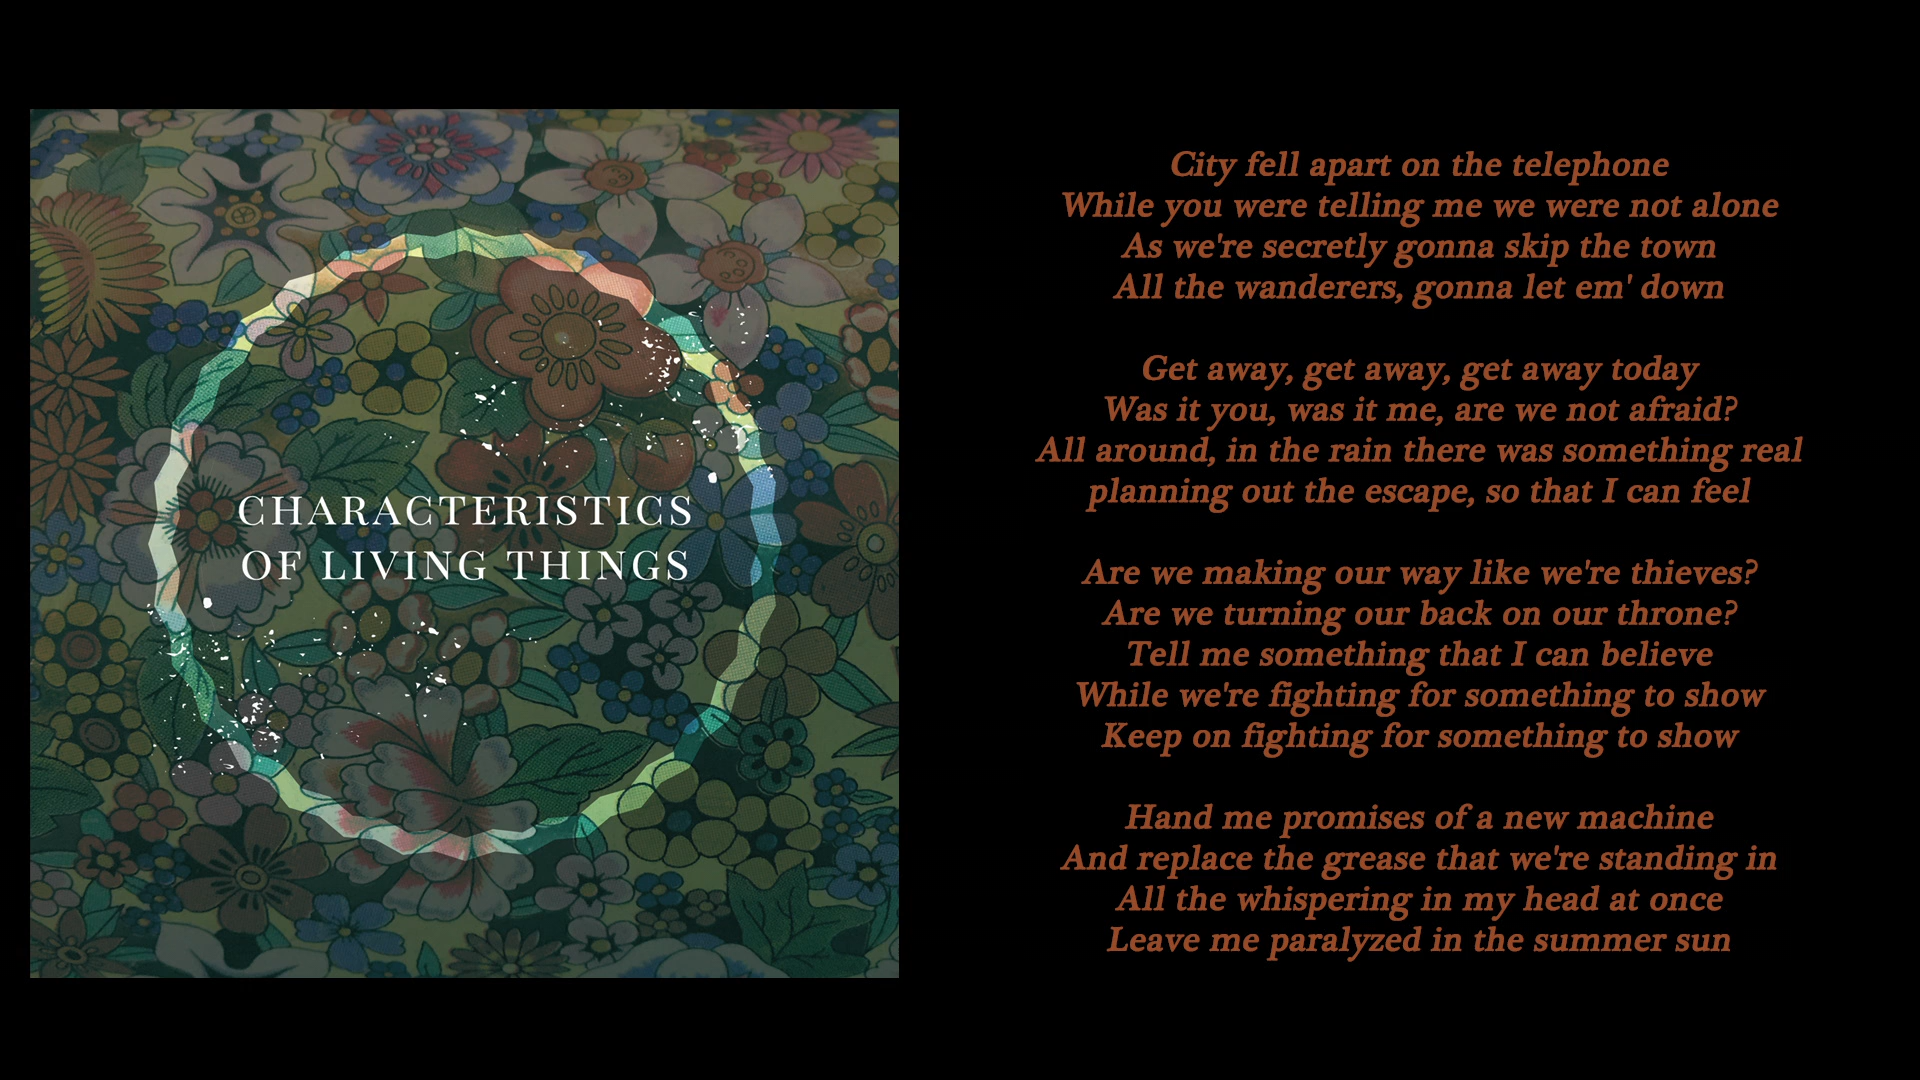 CHARACTERISTICS
OF LIVING THINGS
City fell apart on the telephone
While you were telling me we were not alone
As we're secretly gonna skip the town
All the wanderers, gonna let em' down
Get away, get away, get away today
Was it you, was it me, are we not afraid?
All around, in the rain there was something real
planning out the escape, so that I can feel
Are we making our way like we're thieves?
Are we turning our back on our throne?
Tell me something that I can believe
While we're fighting for something to show
Keep on fighting for something to show
Hand me promises of a new machine
And replace the grease that we're standing in
All the whispering in my head at once
Leave me paralyzed in the summer sun